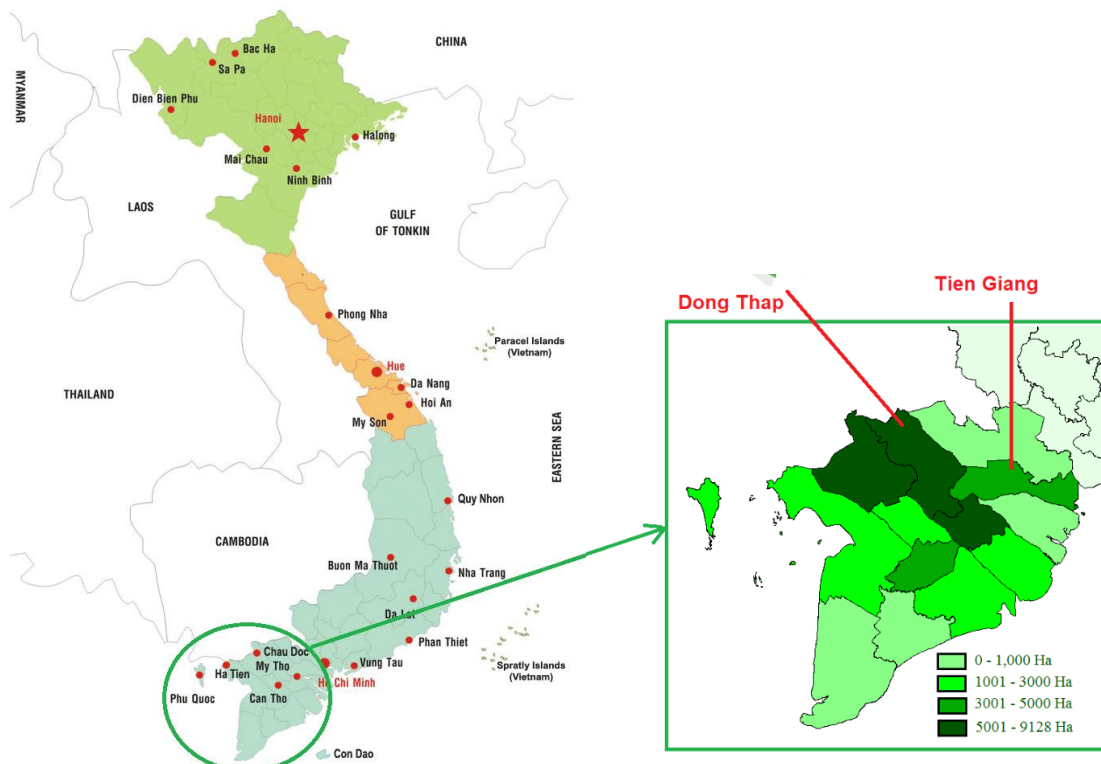 CHINA
MYANMAR
Bac Ha
Sa Pa
Dien Bien Phu
Hanoi
Halong
Mai Chau
Ninh Binh
LAOS
GULF
OF TONKIN
Phong Nha
Paracel Islands
(Vietnam)
Hue
Da Nang
Hoi An
My Son
THAILAND
EASTERN SEA
Quy Nhon
CAMBODIA
Buon Ma Thuot
Nha Trang
Da Lat
Phan Thiet
Spratly Islands
(Vietnam)
Chau Doc
My Tho
Ha Tien
Vung Tau
Ho Chi Minh
Phu Quoc
Can Tho
Con Dao
Tien Giang
Dong Thap
0 - 1,000 Ha
1001 - 3000 Ha
3001 - 5000 Ha
5001 - 9128 Ha